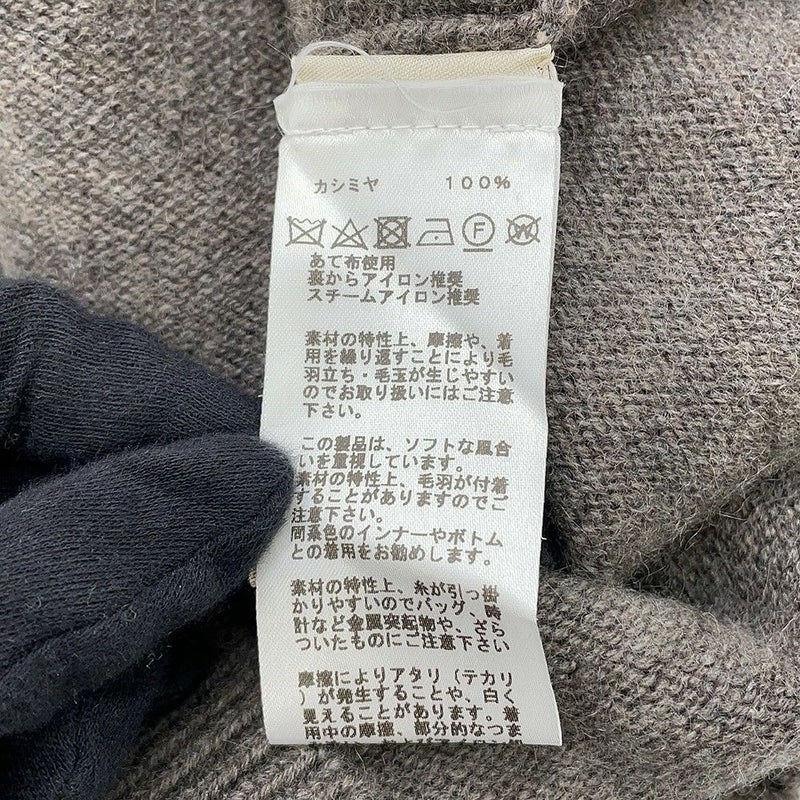 カシミヤ 100%
F W
あて布使用
裏からアイロン推奨
スチームアイロン推奨
素材の特性上、摩擦や、着
用を繰り返すことにより毛
羽立ち・毛玉が生じやすい
のでお取り扱いにはご注意
下さい。
この製品は、ソフトな風合
いを重視しています。
素材の特性上、毛羽が付着
することがありますのでご
注意下さい。
同系色のインナーやボトム
との着用をお勧めします。
素材の特性上、糸が引っ掛
かりやすいのでバッグ、時
計など金属突起物や、ざら
ついたものにご注意下さい
摩擦によりアタリ(テカリ
)が発生することや、白く
見えることがあります。着
用中の摩擦、部分的なつま